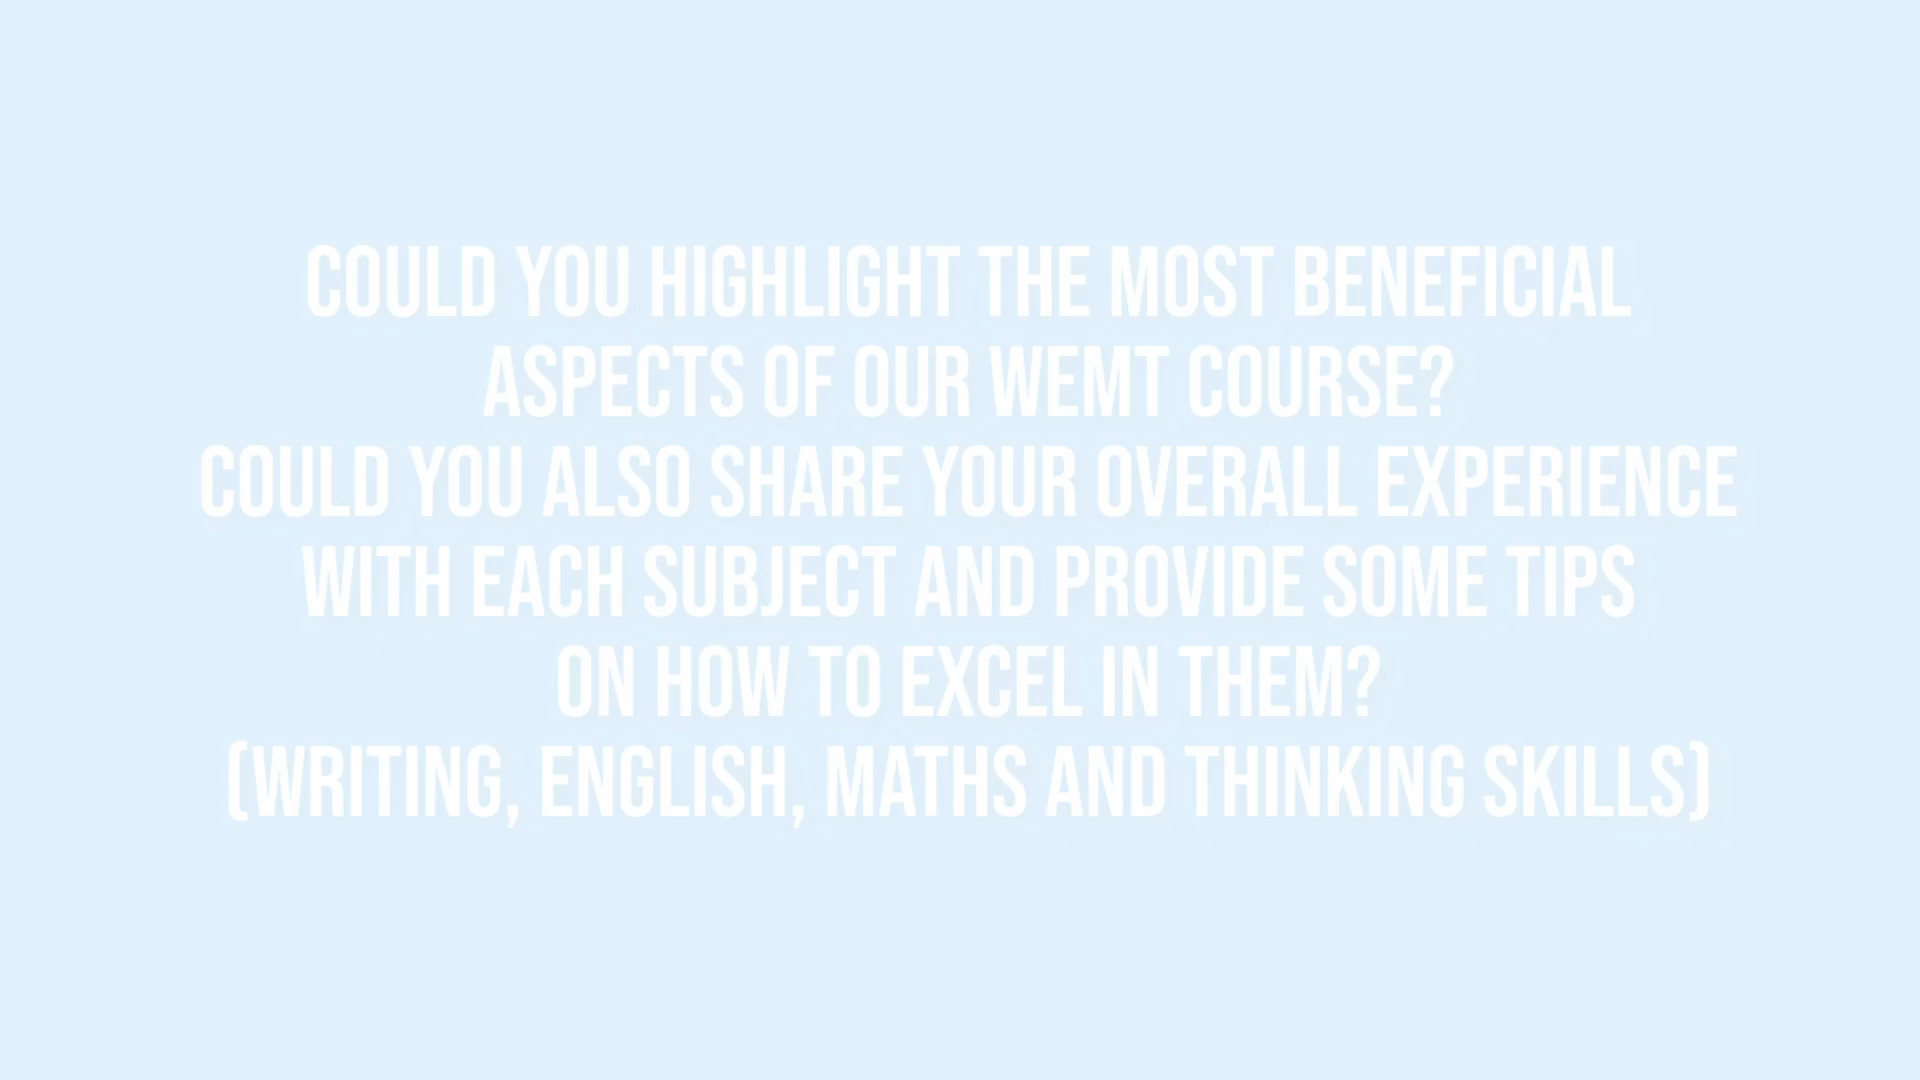 COULD YOU HIGHLIGHT THE MOST BENEFICIAL
ASPECTS OF OUR WEMT COURSE?
COULD YOU ALSO SHARE YOUR OVERALL EXPERIENCE
WITH EACH SUBJECT AND PROVIDE SOME TIPS
ON HOW TO EXCEL IN THEM?
(WRITING, ENGLISH, MATHS AND THINKING SKILLS)